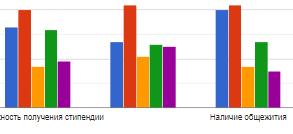 ность получения стипендии
Наличие общежития